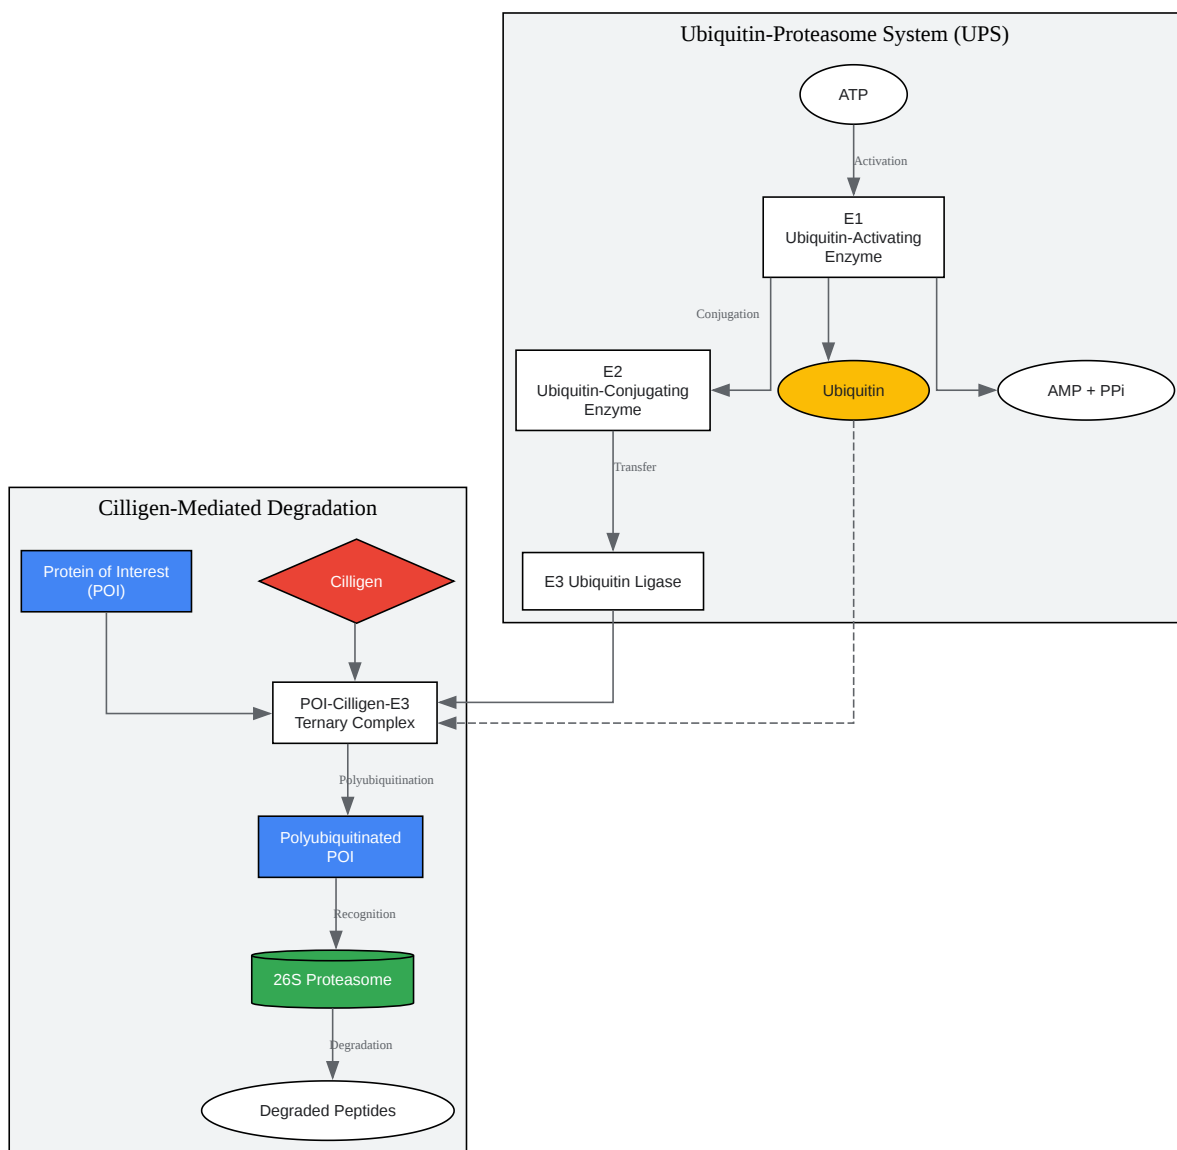 Ubiquitin-Proteasome System (UPS)
ATP
Activation
E1
Ubiquitin-Activating
Enzyme
Conjugation
E2
Ubiquitin-Conjugating
Enzyme
Ubiquitin
AMP + PPi
Transfer
E3 Ubiquitin Ligase
Cilligen-Mediated Degradation
Protein of Interest
(POI)
Cilligen
POI-Cilligen-E3
Ternary Complex
Polyubiquitination
Polyubiquitinated
POI
Recognition
26S Proteasome
Degradation
Degraded Peptides